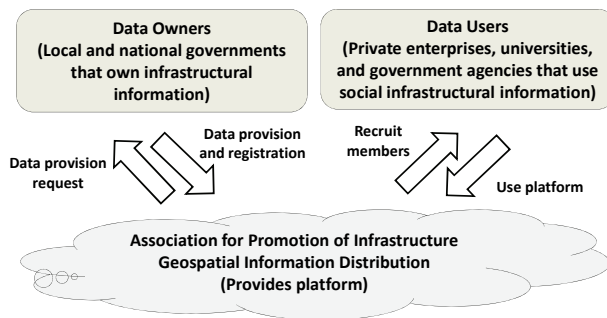 Data Owners
(Local and national governments
that own infrastructural
information)
Data Users
(Private enterprises, universities,
and government agencies that use
social infrastructural information)
Data provision
request
Data provision
and registration
Recruit
members
Use platform
Association for Promotion of Infrastructure
Geospatial Information Distribution
(Provides platform)